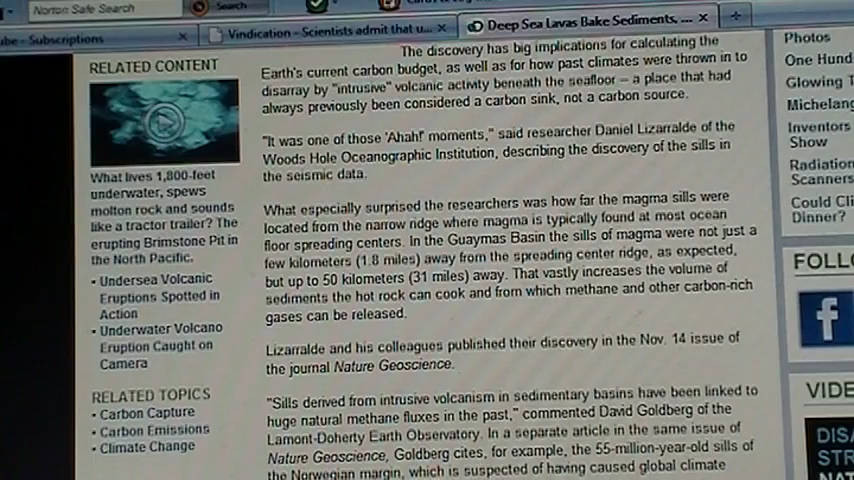 Norton Safe Search
Search
be - Subscriptions
Vindication - Scientists admit that u...
Deep Sea Lavas Bake Sediments, ...
RELATED CONTENT
What lives 1,800-feet
underwater, spews
molton rock and sounds
like a tractor trailer? The
erupting Brimstone Pit in
the North Pacific.
• Undersea Volcanic
Eruptions Spotted in
Action
• Underwater Volcano
Eruption Caught on
Camera
RELATED TOPICS
• Carbon Capture
• Carbon Emissions
• Climate Change
The discovery has big implications for calculating the
Earth's current carbon budget, as well as for how past climates were thrown in to
disarray by "intrusive" volcanic activity beneath the seafloor -- a place that had
always previously been considered a carbon sink, not a carbon source.
"It was one of those 'Ahah!' moments," said researcher Daniel Lizarralde of the
Woods Hole Oceanographic Institution, describing the discovery of the sills in
the seismic data.
What especially surprised the researchers was how far the magma sills were
located from the narrow ridge where magma is typically found at most ocean
floor spreading centers. In the Guaymas Basin the sills of magma were not just a
few kilometers (1.8 miles) away from the spreading center ridge, as expected,
but up to 50 kilometers (31 miles) away. That vastly increases the volume of
sediments the hot rock can cook and from which methane and other carbon-rich
gases can be released.
Lizarralde and his colleagues published their discovery in the Nov. 14 issue of
the journal Nature Geoscience.
"Sills derived from intrusive volcanism in sedimentary basins have been linked to
huge natural methane fluxes in the past," commented David Goldberg of the
Lamont-Doherty Earth Observatory. In a separate article in the same issue of
Nature Geoscience, Goldberg cites, for example, the 55-million-year-old sills of
the Norwegian margin, which is suspected of having caused global climate
Photos
One Hund
Glowing T
Michelang
Inventors
Show
Radiation
Scanners
Could Cli
Dinner?
FOLLO
f
VIDE
DISA
STR
NAT